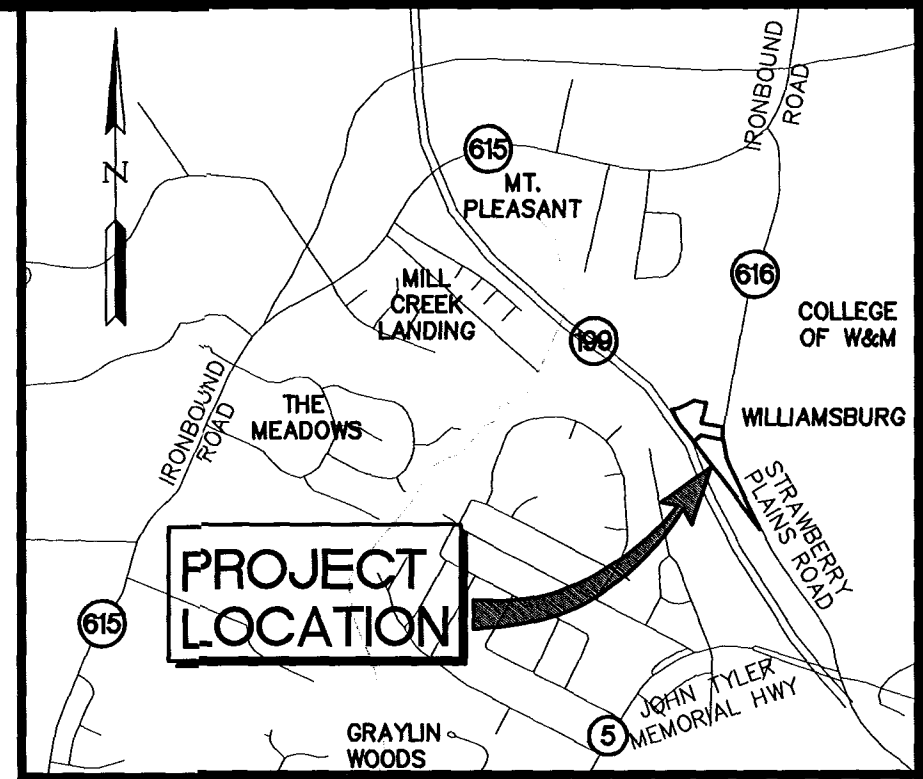 IRONBOUND
ROAD
N
615
MT.
PLEASANT
616
MILL
CREEK
LANDING
COLLEGE
OF W&M
199
IRONBOUND
ROAD
THE
MEADOWS
WILLIAMSBURG
STRAWBERRY
PLAINS ROAD
PROJECT
LOCATION
615
JOHN TYLER
MEMORIAL HWY
5
GRAYLIN
WOODS